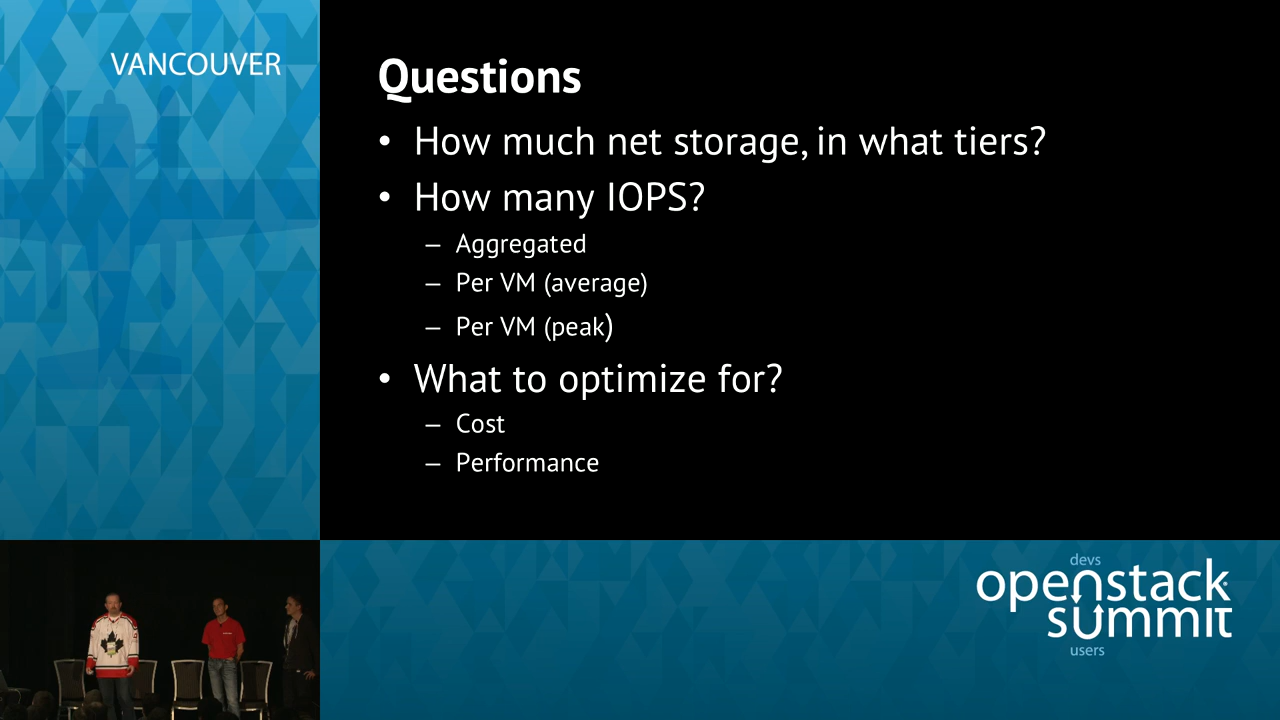 VANCOUVER
Questions
• How much net storage, in what tiers?
• How many IOPS?
– Aggregated
– Per VM (average)
– Per VM (peak)
• What to optimize for?
– Cost
– Performance
devs
openstack
summit
users